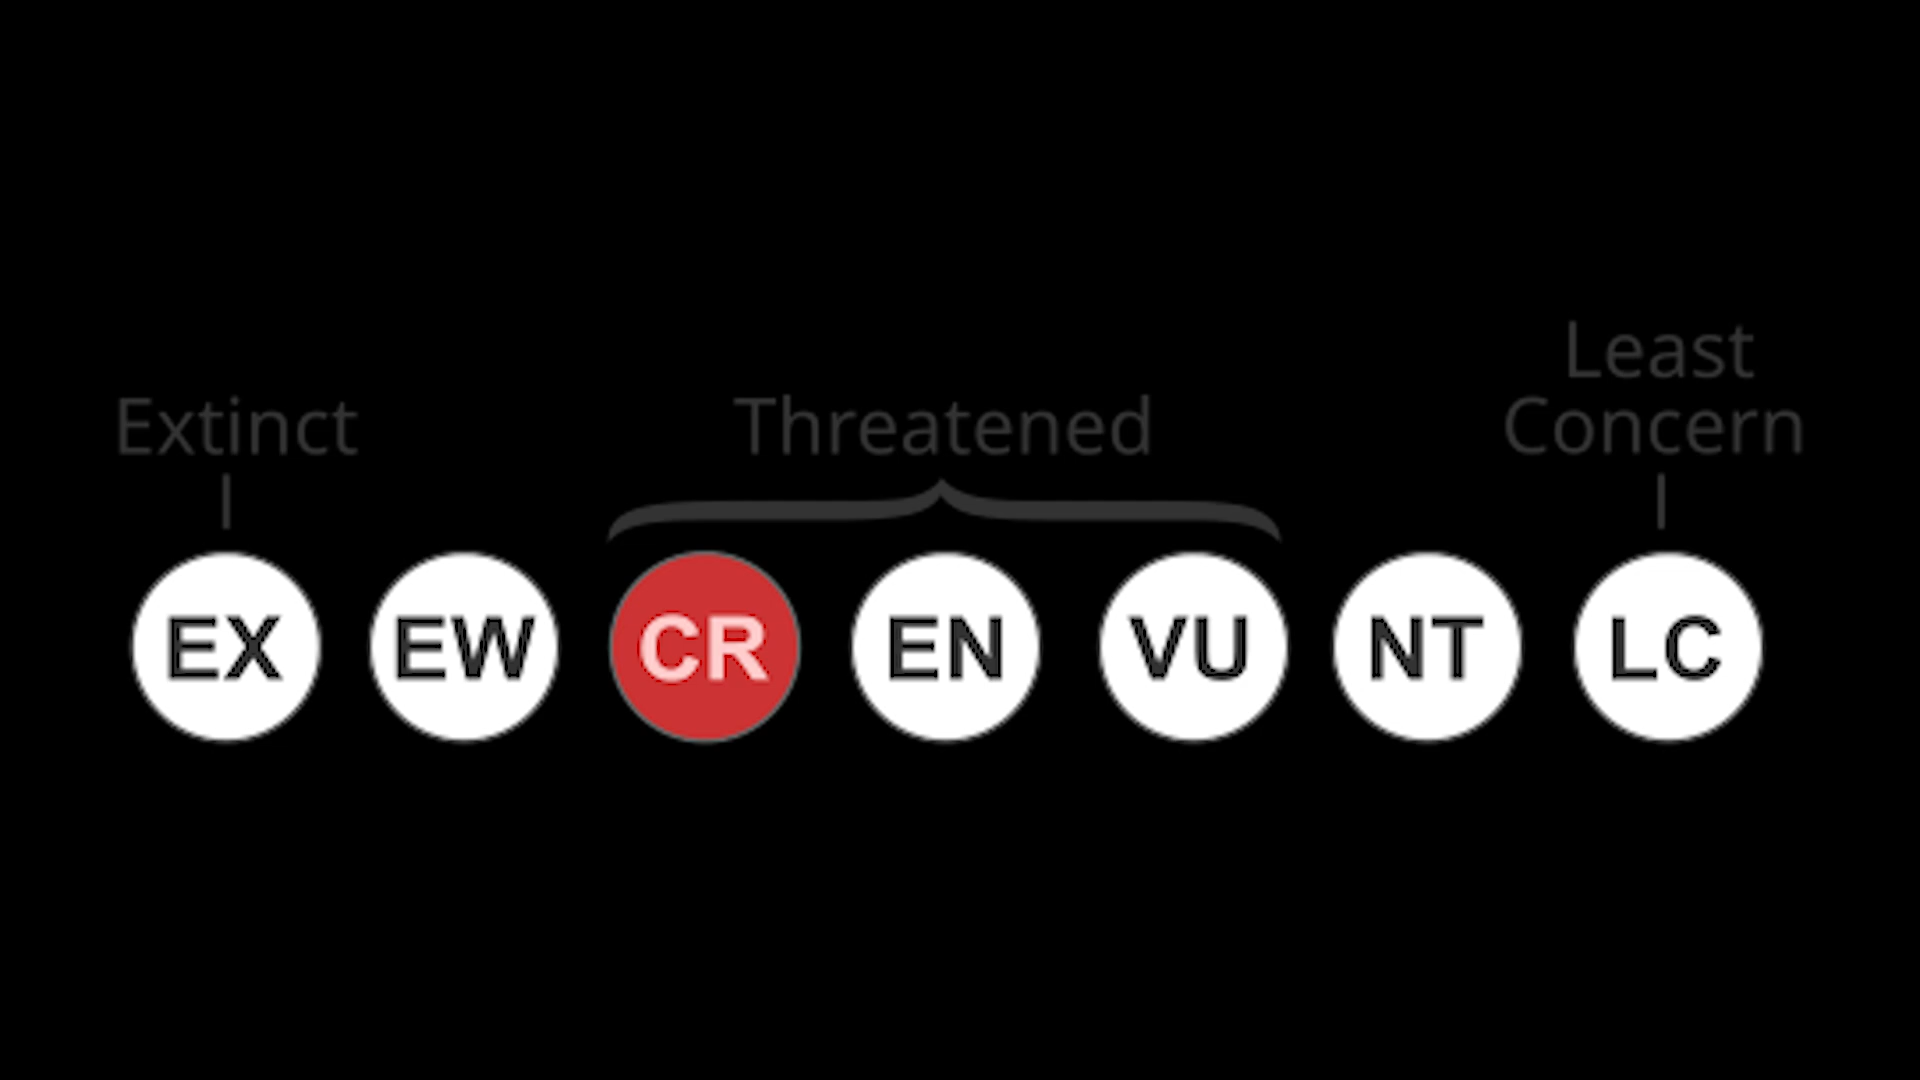 Extinct
Threatened
Least
Concern
EX EW CR EN VU NT LC